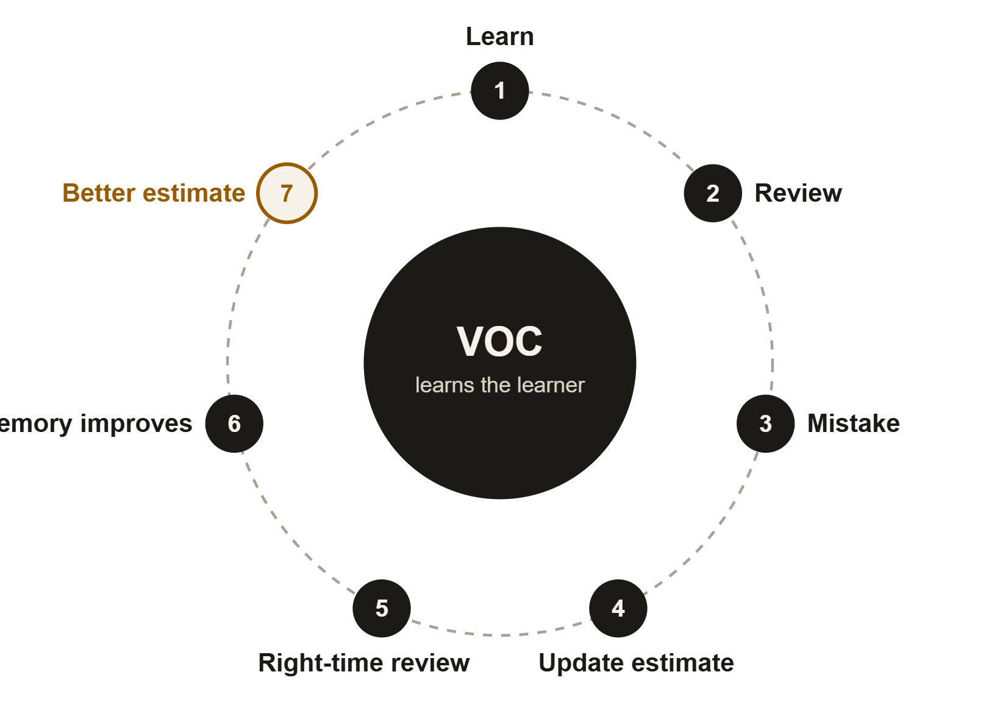 Learn
1
2
Review
3
Mistake
4
Update estimate
5
Right-time review
6
emory improves
7
Better estimate
VOC
learns the learner